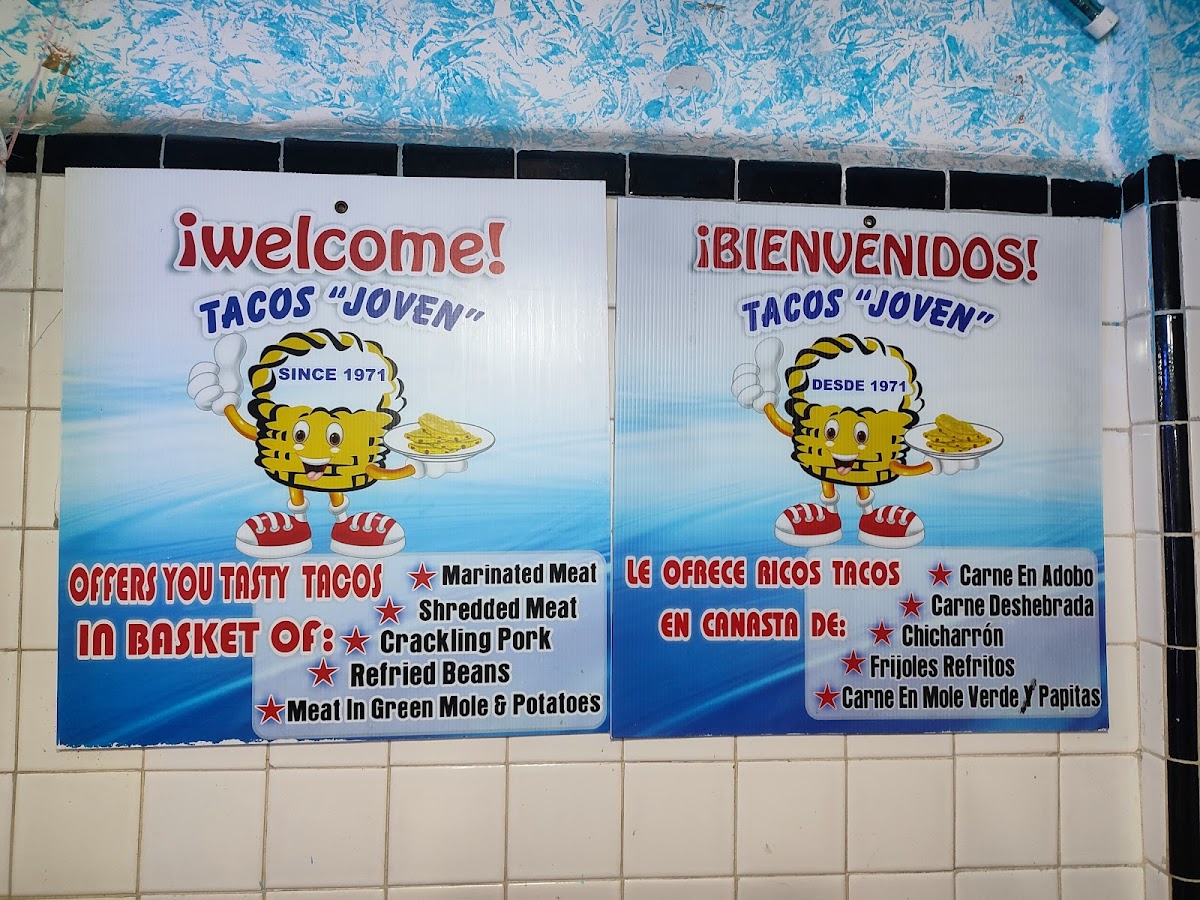 ¡welcome!
TACOS "JOVEN"
SINCE 1971
OFFERS YOU TASTY TACOS
IN BASKET OF:
Marinated Meat
Shredded Meat
Crackling Pork
Refried Beans
Meat In Green Mole & Potatoes
¡BIENVENIDOS!
TACOS "JOVEN"
DESDE 1971
LE OFRECE RICOS TACOS
EN CANASTA DE:
Carne En Adobo
Carne Deshebrada
Chicharrón
Frijoles Refritos
Carne En Mole Verde y Papitas